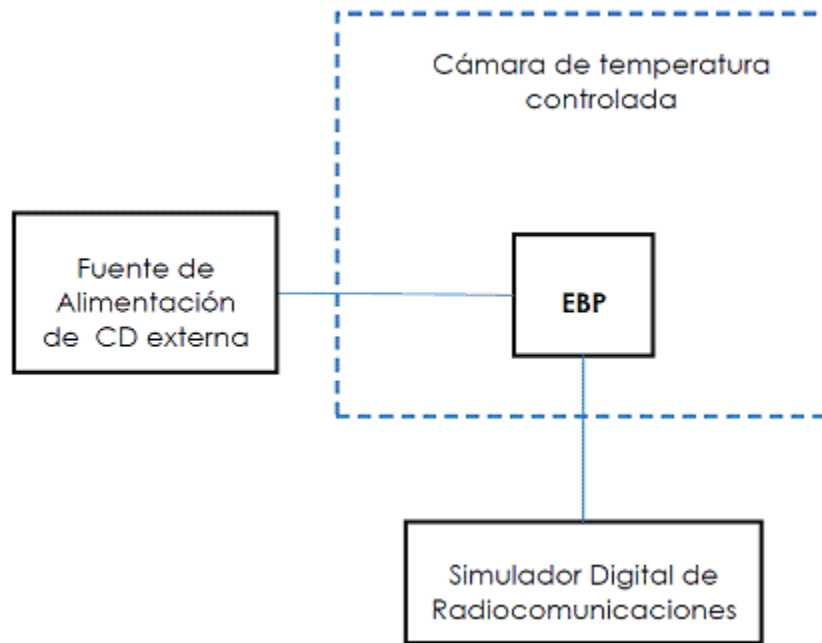 Cámara de temperatura
controlada
Fuente de
Alimentación
de CD externa
EBP
Simulador Digital de
Radiocomunicaciones